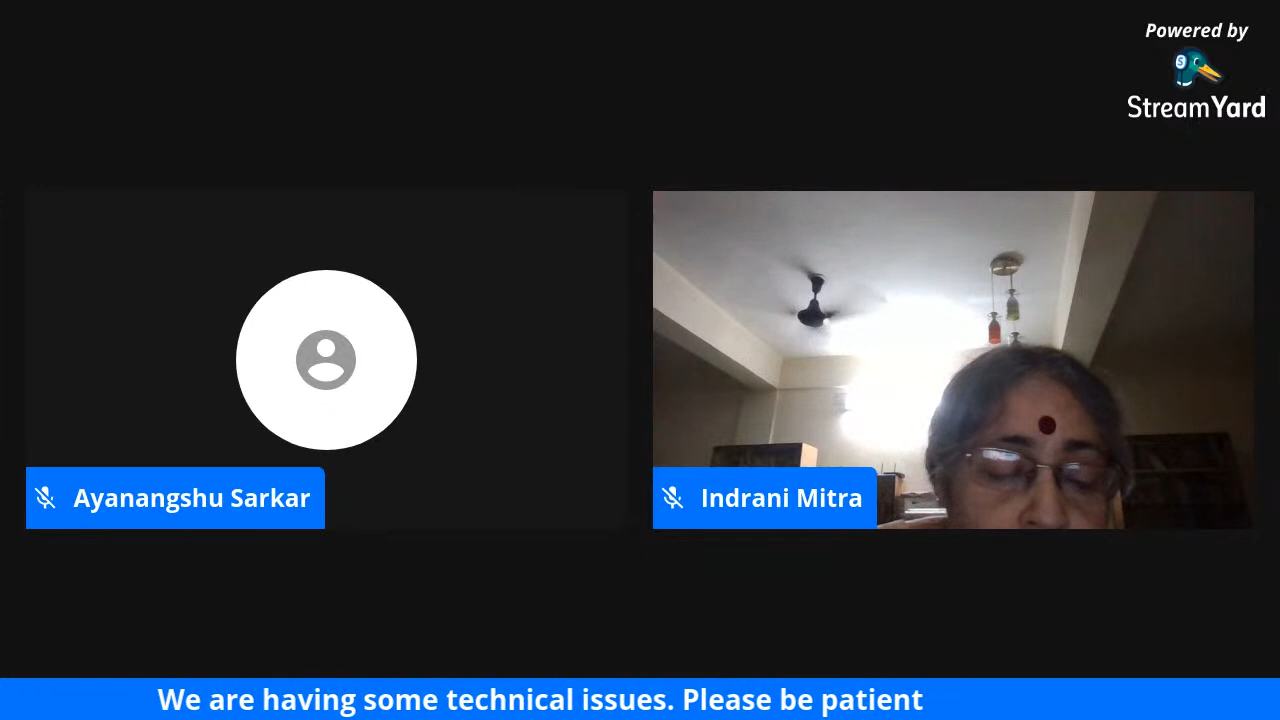 Powered by
S
StreamYard
Ayanangshu Sarkar
Indrani Mitra
We are having some technical issues. Please be patient